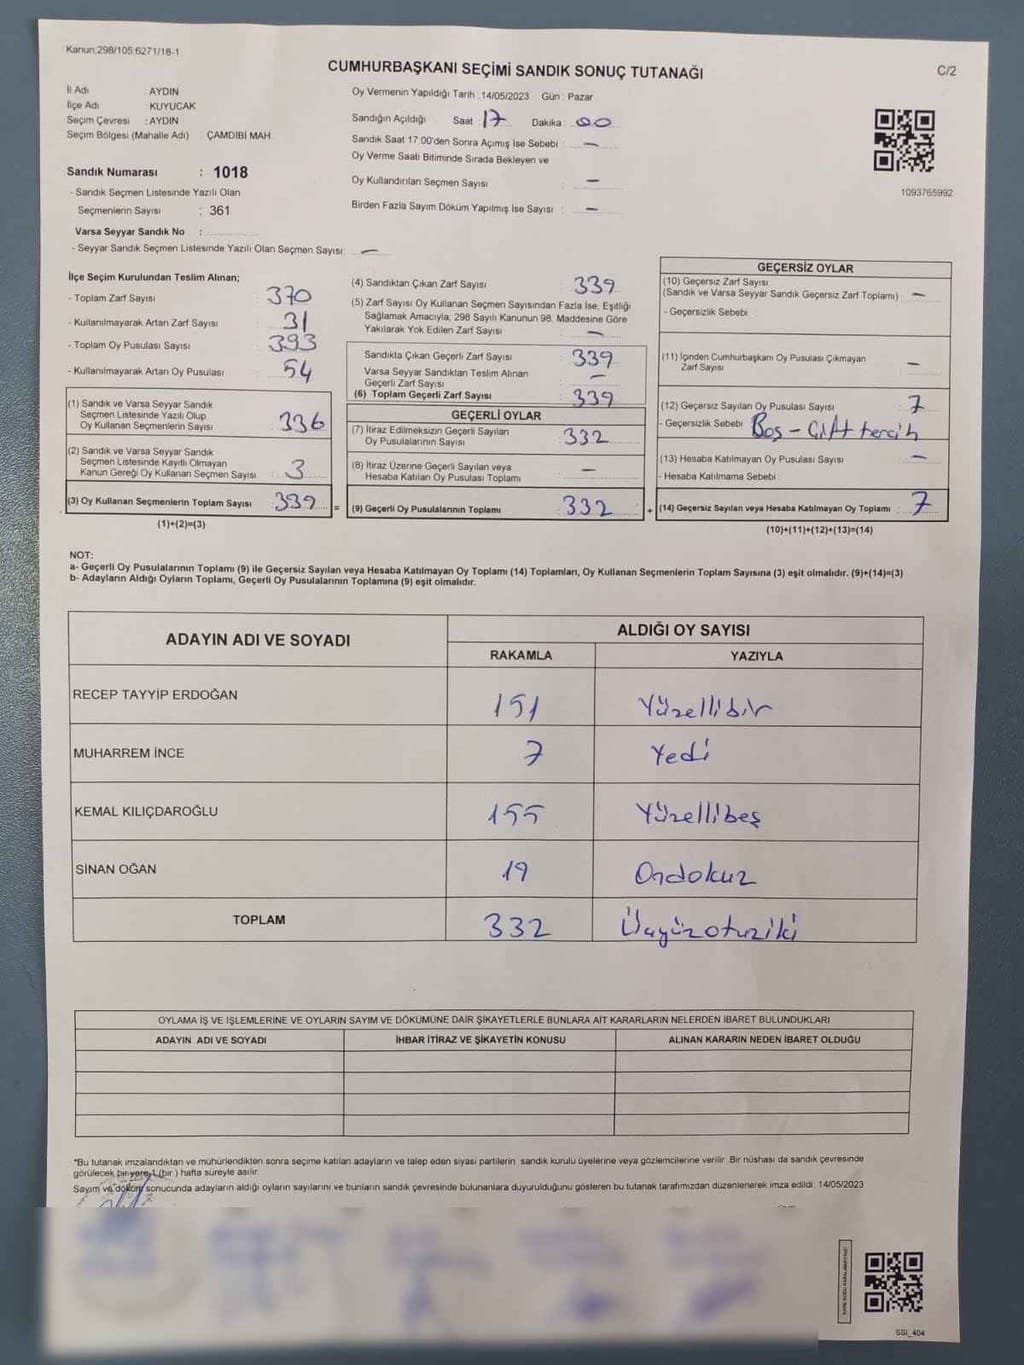 Kanun:298/105,6271/18-1
CUMHURBAŞKANI SEÇİMİ SANDIK SONUÇ TUTANAĞI
C/2
İl Adı : AYDIN
İlçe Adı : KUYUCAK
Seçim Çevresi : AYDIN
Seçim Bölgesi (Mahalle Adı) : ÇAMDİBİ MAH.
Oy Vermenin Yapıldığı Tarih : 14/05/2023 Gün : Pazar
Sandığın Açıldığı Saat 17 Dakika : 00
Sandık Saat 17:00'den Sonra Açımış İse Sebebi : —
Oy Verme Saati Bitiminde Sırada Bekleyen ve
Oy Kullandırılan Seçmen Sayısı : —
Birden Fazla Sayım Döküm Yapılmış İse Sayısı : —
1093765992
Sandık Numarası : 1018
- Sandık Seçmen Listesinde Yazılı Olan
Seçmenlerin Sayısı : 361
Varsa Seyyar Sandık No :
- Seyyar Sandık Seçmen Listesinde Yazılı Olan Seçmen Sayısı: —
İlçe Seçim Kurulundan Teslim Alınan;
- Toplam Zarf Sayısı : 370
- Kullanılmayarak Artan Zarf Sayısı : 31
- Toplam Oy Pusulası Sayısı : 393
- Kullanılmayarak Artan Oy Pusulası : 54
(1) Sandık ve Varsa Seyyar Sandık
Seçmen Listesinde Yazılı Olup
Oy Kullanan Seçmenlerin Sayısı : 336
(2) Sandık ve Varsa Seyyar Sandık
Seçmen Listesinde Kayıtlı Olmayan
Kanun Gereği Oy Kullanan Seçmen Sayısı : 3
(3) Oy Kullanan Seçmenlerin Toplam Sayısı : 339 =
(1)+(2)=(3)
(4) Sandıktan Çıkan Zarf Sayısı : 339
(5) Zarf Sayısı Oy Kullanan Seçmen Sayısından Fazla İse, Eşitliği
Sağlamak Amacıyla; 298 Sayılı Kanunun 98. Maddesine Göre
Yakılarak Yok Edilen Zarf Sayısı : —
Sandıkta Çıkan Geçerli Zarf Sayısı : 339
Varsa Seyyar Sandıktan Teslim Alınan
Geçerli Zarf Sayısı : —
(6) Toplam Geçerli Zarf Sayısı : 339
GEÇERLİ OYLAR
(7) İtiraz Edilmeksizin Geçerli Sayılan
Oy Pusulalarının Sayısı : 332
(8) İtiraz Üzerine Geçerli Sayılan veya
Hesaba Katılan Oy Pusulası Toplamı : —
(9) Geçerli Oy Pusulalarının Toplamı : 332 +
GEÇERSİZ OYLAR
(10) Geçersiz Zarf Sayısı
(Sandık ve Varsa Seyyar Sandık Geçersiz Zarf Toplamı) : —
- Geçersizlik Sebebi :
(11) İçinden Cumhurbaşkanı Oy Pusulası Çıkmayan
Zarf Sayısı : —
(12) Geçersiz Sayılan Oy Pusulası Sayısı : 7
- Geçersizlik Sebebi : Boş - Çift tercih
(13) Hesaba Katılmayan Oy Pusulası Sayısı : —
- Hesaba Katılmama Sebebi :
(14) Geçersiz Sayılan veya Hesaba Katılmayan Oy Toplamı : 7
(10)+(11)+(12)+(13)=(14)
NOT:
a- Geçerli Oy Pusulalarının Toplamı (9) ile Geçersiz Sayılan veya Hesaba Katılmayan Oy Toplamı (14) Toplamları, Oy Kullanan Seçmenlerin Toplam Sayısına (3) eşit olmalıdır. (9)+(14)=(3)
b- Adayların Aldığı Oyların Toplamı, Geçerli Oy Pusulalarının Toplamına (9) eşit olmalıdır.
ADAYIN ADI VE SOYADI ALDIĞI OY SAYISI
RAKAMLA YAZIYLA
RECEP TAYYİP ERDOĞAN 151 Yüzellibir
MUHARREM İNCE 7 Yedi
KEMAL KILIÇDAROĞLU 155 Yüzellibeş
SİNAN OĞAN 19 Ondokuz
TOPLAM 332 Üçyüzotuziki
OYLAMA İŞ VE İŞLEMLERİNE VE OYLARIN SAYIM VE DÖKÜMÜNE DAİR ŞİKAYETLERLE BUNLARA AİT KARARLARIN NELERDEN İBARET BULUNDUKLARI
ADAYIN ADI VE SOYADI İHBAR İTİRAZ VE ŞİKAYETİN KONUSU ALINAN KARARIN NEDEN İBARET OLDUĞU
*Bu tutanak imzalandıktan ve mühürlendikten sonra seçime katılan adayların ve talep eden siyasi partilerin sandık kurulu üyelerine veya gözlemcilerine verilir. Bir nüshası da sandık çevresinde
görülecek bir yere 1 (bir ) hafta süreyle asılır.
Sayım ve döküm sonucunda adayların aldığı oyların sayılarını ve bunların sandık çevresinde bulunanlara duyurulduğunu gösteren bu tutanak tarafımızdan düzenlenerek imza edildi. 14/05/2023
SSI_404